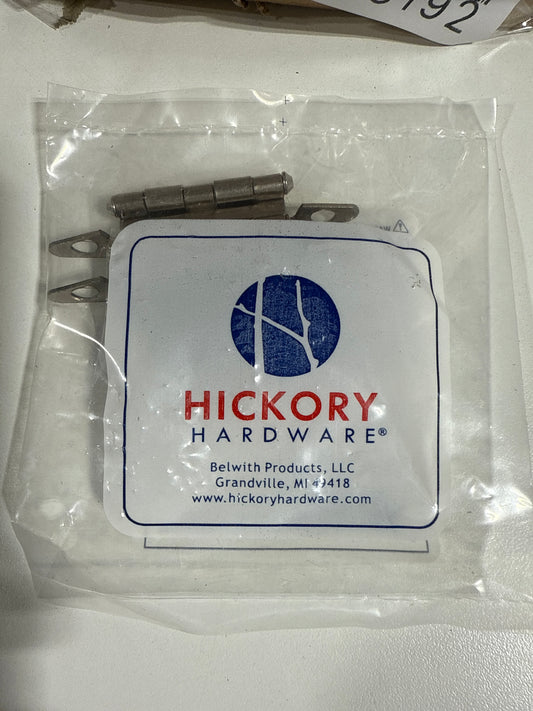 HICKORY
HARDWARE®
Belwith Products, LLC
Grandville, MI 49418
www.hickoryhardware.com